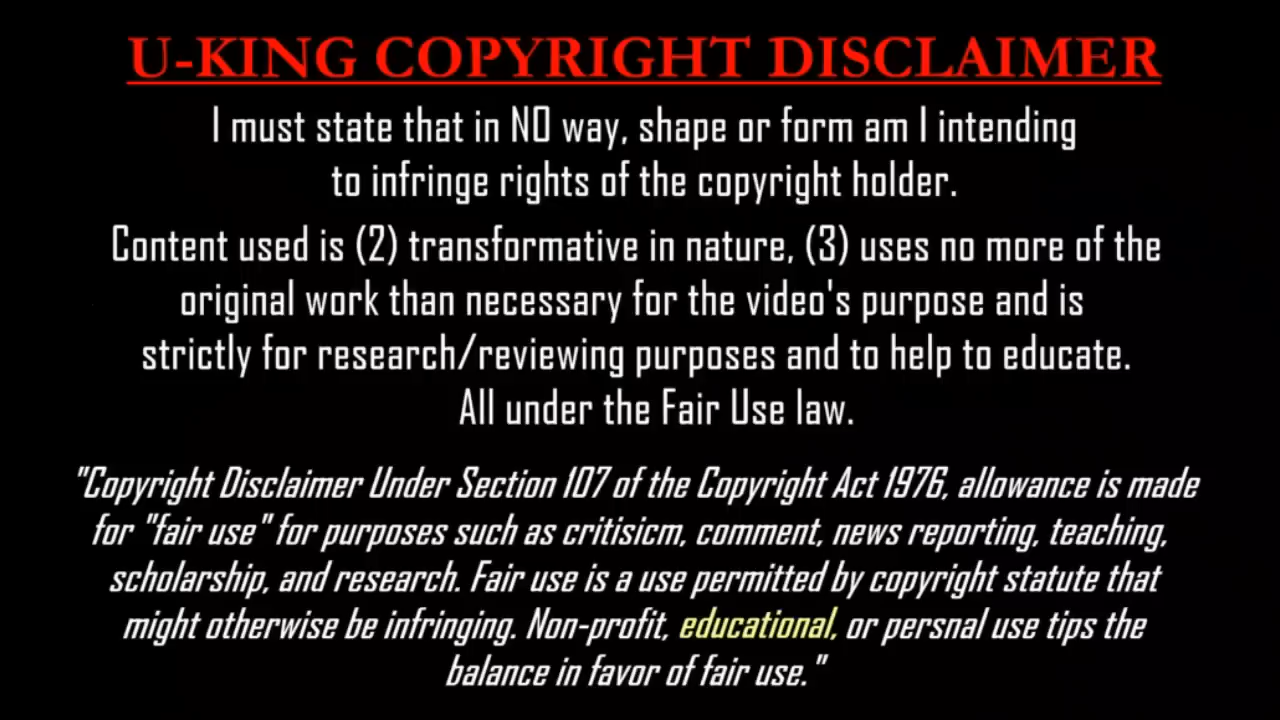 U-KING COPYRIGHT DISCLAIMER
I must state that in NO way, shape or form am I intending
to infringe rights of the copyright holder.
Content used is (2) transformative in nature, (3) uses no more of the
original work than necessary for the video's purpose and is
strictly for research/reviewing purposes and to help to educate.
All under the Fair Use law.
"Copyright Disclaimer Under Section 107 of the Copyright Act 1976, allowance is made
for "fair use" for purposes such as critisicm, comment, news reporting, teaching,
scholarship, and research. Fair use is a use permitted by copyright statute that
might otherwise be infringing. Non-profit, educational, or persnal use tips the
balance in favor of fair use."